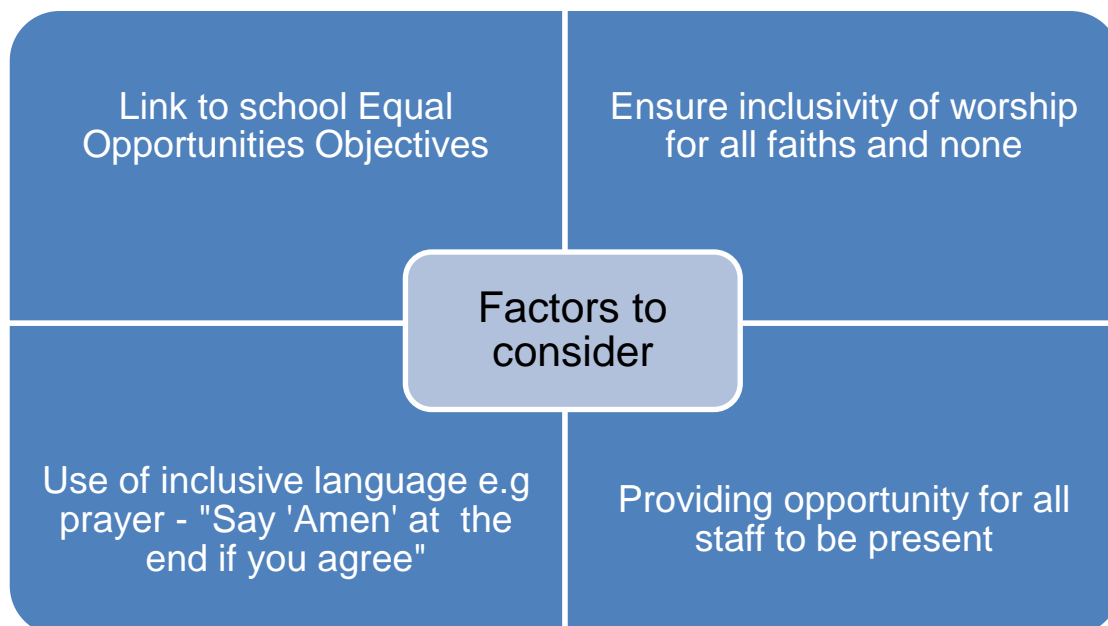 Link to school Equal
Opportunities Objectives
Ensure inclusivity of worship
for all faiths and none
Factors to
consider
Use of inclusive language e.g
prayer - "Say 'Amen' at  the
end if you agree"
Providing opportunity for all
staff to be present